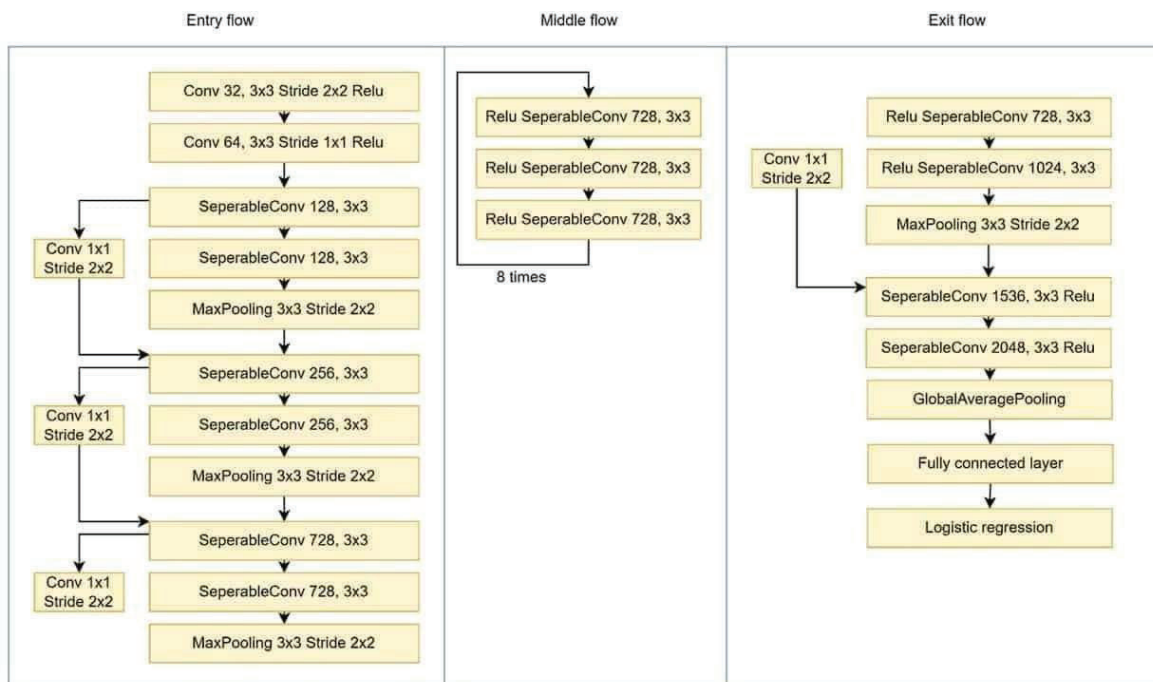 Entry flow
Middle flow
Exit flow
Conv 32, 3x3 Stride 2x2 Relu
Conv 64, 3x3 Stride 1x1 Relu
SeperableConv 128, 3x3
Conv 1x1
Stride 2x2
SeperableConv 128, 3x3
MaxPooling 3x3 Stride 2x2
SeperableConv 256, 3x3
Conv 1x1
Stride 2x2
SeperableConv 256, 3x3
MaxPooling 3x3 Stride 2x2
SeperableConv 728, 3x3
Conv 1x1
Stride 2x2
SeperableConv 728, 3x3
MaxPooling 3x3 Stride 2x2
Relu SeperableConv 728, 3x3
Relu SeperableConv 728, 3x3
Relu SeperableConv 728, 3x3
8 times
Relu SeperableConv 728, 3x3
Conv 1x1
Stride 2x2
Relu SeperableConv 1024, 3x3
MaxPooling 3x3 Stride 2x2
SeperableConv 1536, 3x3 Relu
SeperableConv 2048, 3x3 Relu
GlobalAveragePooling
Fully connected layer
Logistic regression